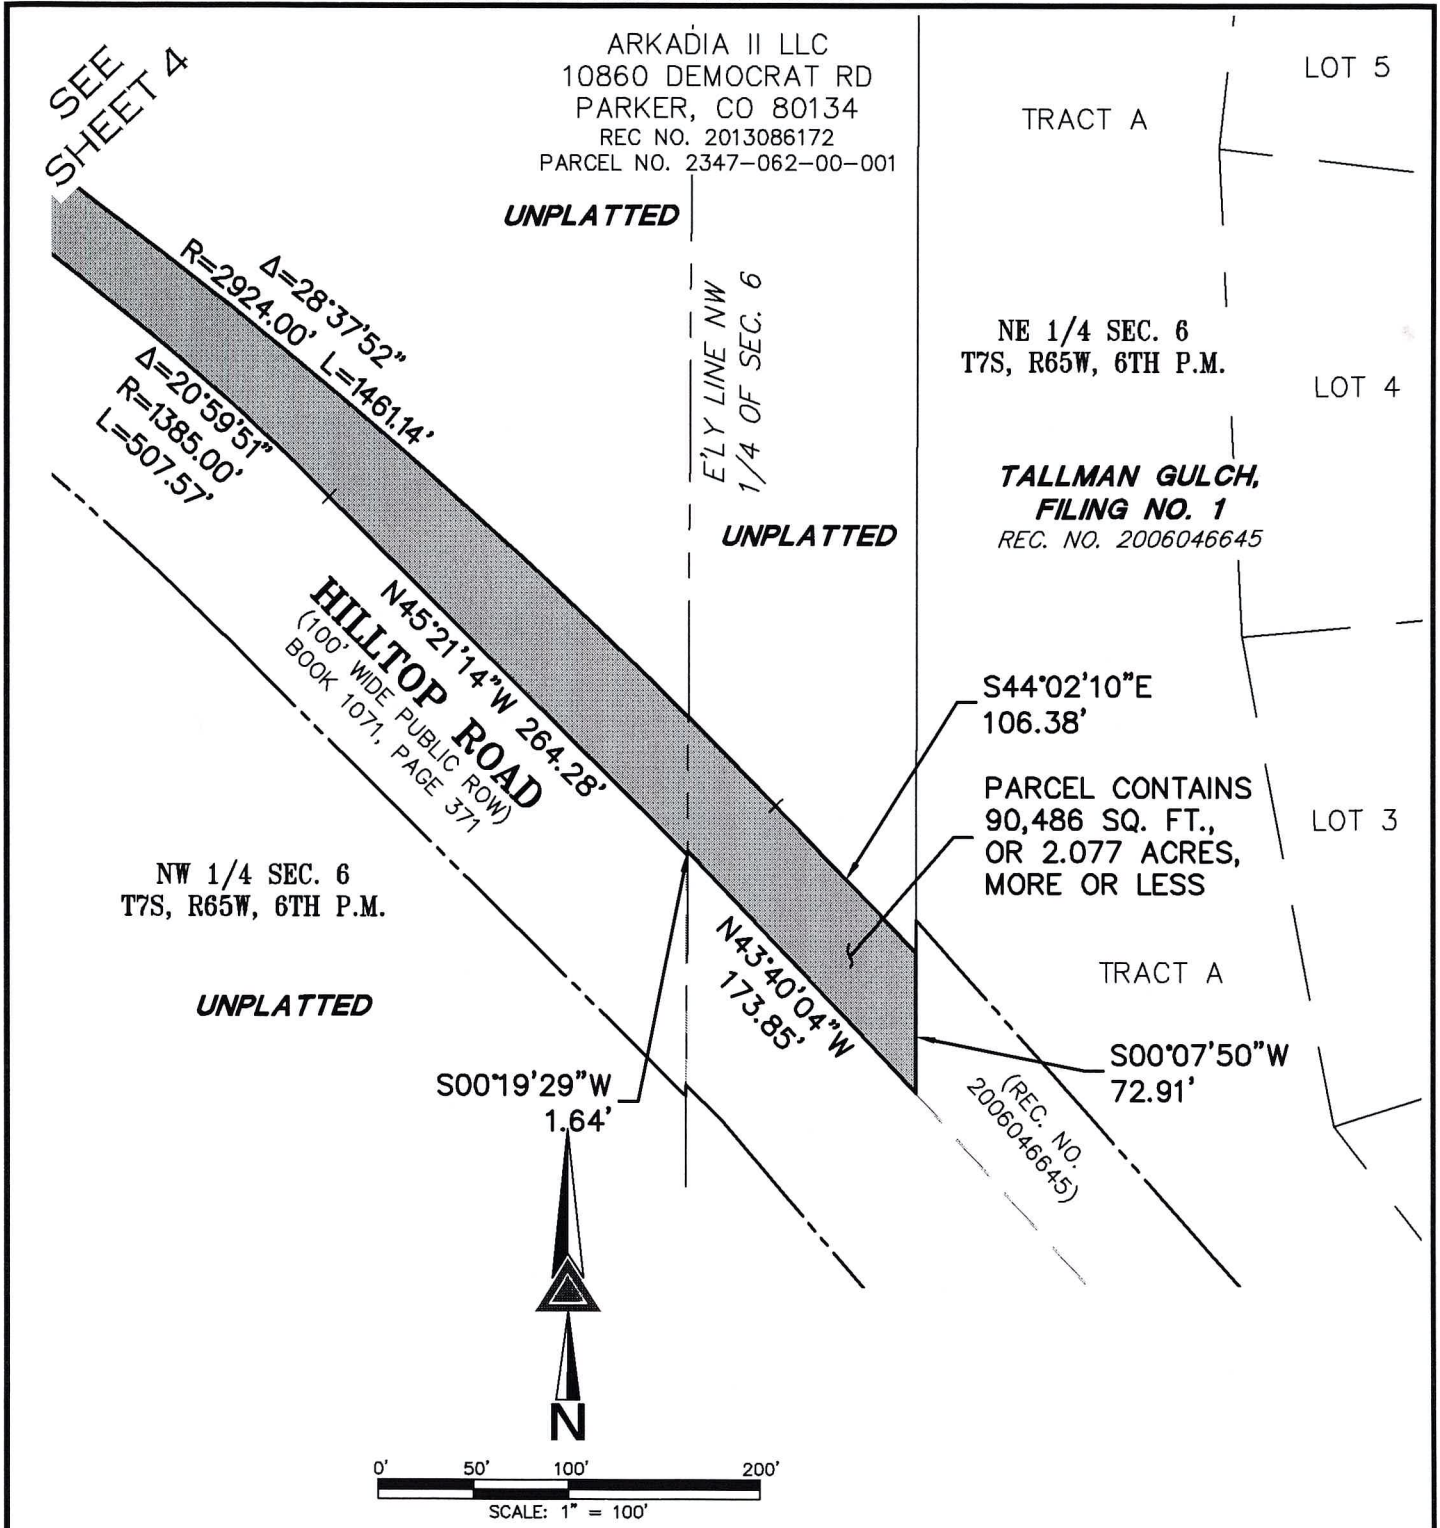 SEE
SHEET 4
ARKADIA II LLC
10860 DEMOCRAT RD
PARKER, CO 80134
REC NO. 2013086172
PARCEL NO. 2347-062-00-001
UNPLATTED
TRACT A
LOT 5
Δ=28°37'52"
R=2924.00' L=1461.14'
Δ=20°59'51"
R=1385.00'
L=507.57'
E'LY LINE NW
1/4 OF SEC. 6
NE 1/4 SEC. 6
T7S, R65W, 6TH P.M.
LOT 4
TALLMAN GULCH,
FILING NO. 1
REC. NO. 2006046645
UNPLATTED
N45°21'14"W 264.28'
HILLTOP ROAD
(100' WIDE PUBLIC ROW)
BOOK 1071, PAGE 371
S44°02'10"E
106.38'
PARCEL CONTAINS
90,486 SQ. FT.,
OR 2.077 ACRES,
MORE OR LESS
LOT 3
NW 1/4 SEC. 6
T7S, R65W, 6TH P.M.
UNPLATTED
N43°40'04"W
173.85'
TRACT A
S00°07'50"W
72.91'
S00°19'29"W
1.64'
(REC. NO.
2006046645)
N
0' 50' 100' 200'
SCALE: 1" = 100'